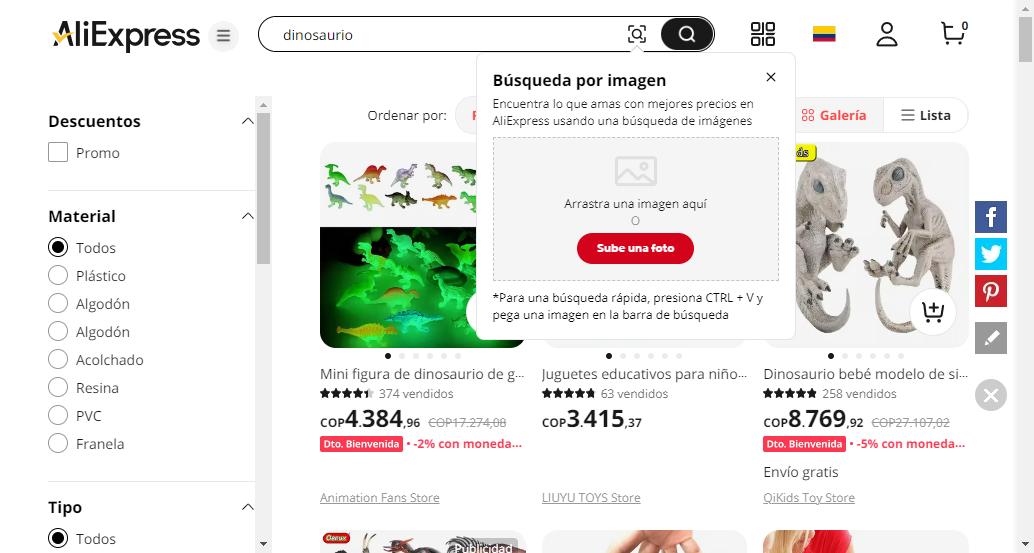 AliExpress
dinosaurio
0
Búsqueda por imagen
Encuentra lo que amas con mejores precios en
AliExpress usando una búsqueda de imágenes
Arrastra una imagen aquí
O
Sube una foto
*Para una búsqueda rápida, presiona CTRL + V y
pega una imagen en la barra de búsqueda
Descuentos
Promo
Material
Todos
Plástico
Algodón
Algodón
Acolchado
Resina
PVC
Franela
Tipo
Todos
Ordenar por:
Galería
Lista
Mini figura de dinosaurio de g...
374 vendidos
COP4.384,96 COP17.274,08
Dto. Bienvenida • -2% con moneda...
Animation Fans Store
Juguetes educativos para niño...
63 vendidos
COP3.415,37
LIUYU TOYS Store
Dinosaurio bebé modelo de si...
258 vendidos
COP8.769,92 COP27.107,02
Dto. Bienvenida • -5% con moneda...
Envío gratis
QiKids Toy Store
Genux
Publicidad